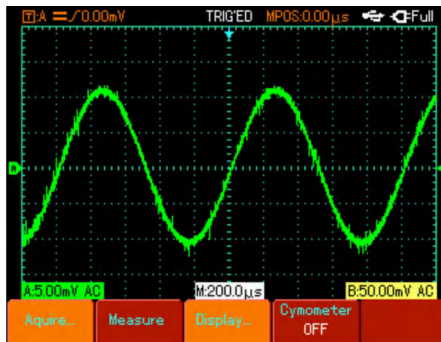 T:A 0.00mV TRIG'ED MPOS:0.00μs Full
A
A:5.00mV AC M:200.0μs B:50.00mV AC
Aquire... Measure Display... Cymometer
OFF